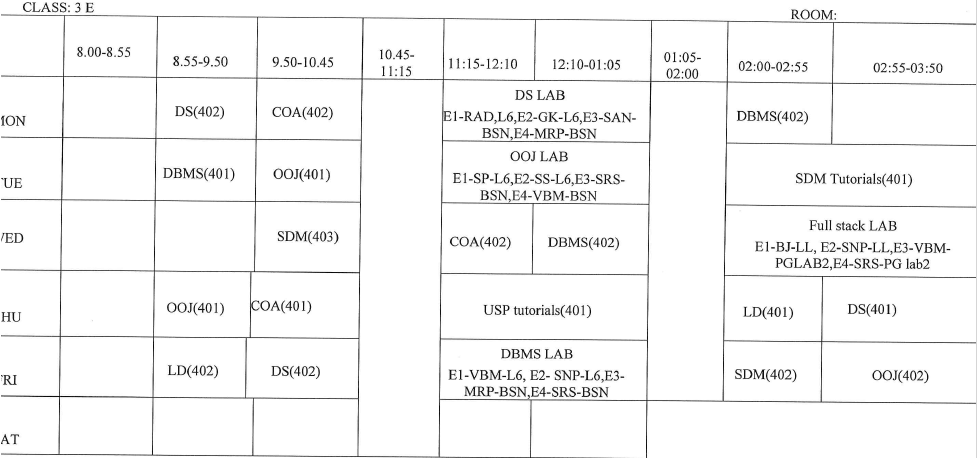 CLASS: 3 E
ROOM:
8.00-8.55 8.55-9.50 9.50-10.45 10.45- 11:15-12:10 12:10-01:05 01:05- 02:00-02:55 02:55-03:50
11:15 02:00
DS LAB
MON DS(402) COA(402) E1-RAD,L6,E2-GK-L6,E3-SAN- DBMS(402)
BSN,E4-MRP-BSN
OOJ LAB
UE DBMS(401) OOJ(401) E1-SP-L6,E2-SS-L6,E3-SRS- SDM Tutorials(401)
BSN,E4-VBM-BSN
Full stack LAB
ED SDM(403) COA(402) DBMS(402) E1-BJ-LL, E2-SNP-LL,E3-VBM-
PGLAB2,E4-SRS-PG lab2
HU OOJ(401) COA(401) USP tutorials(401) LD(401) DS(401)
DBMS LAB
RI LD(402) DS(402) E1-VBM-L6, E2- SNP-L6,E3- SDM(402) OOJ(402)
MRP-BSN,E4-SRS-BSN
AT